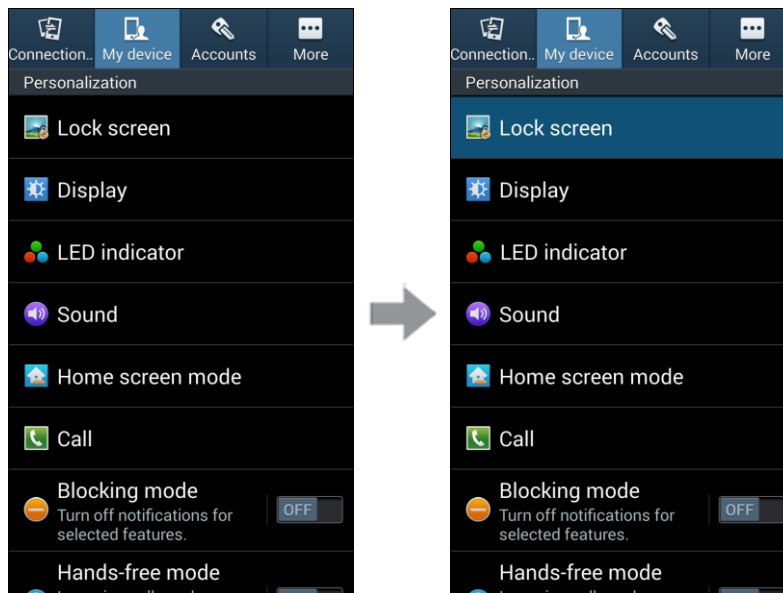 Connection.. My device Accounts More
Personalization
Lock screen
Display
LED indicator
Sound
Home screen mode
Call
Blocking mode
Turn off notifications for
selected features.
OFF
Hands-free mode
Connection.. My device Accounts More
Personalization
Lock screen
Display
LED indicator
Sound
Home screen mode
Call
Blocking mode
Turn off notifications for
selected features.
OFF
Hands-free mode